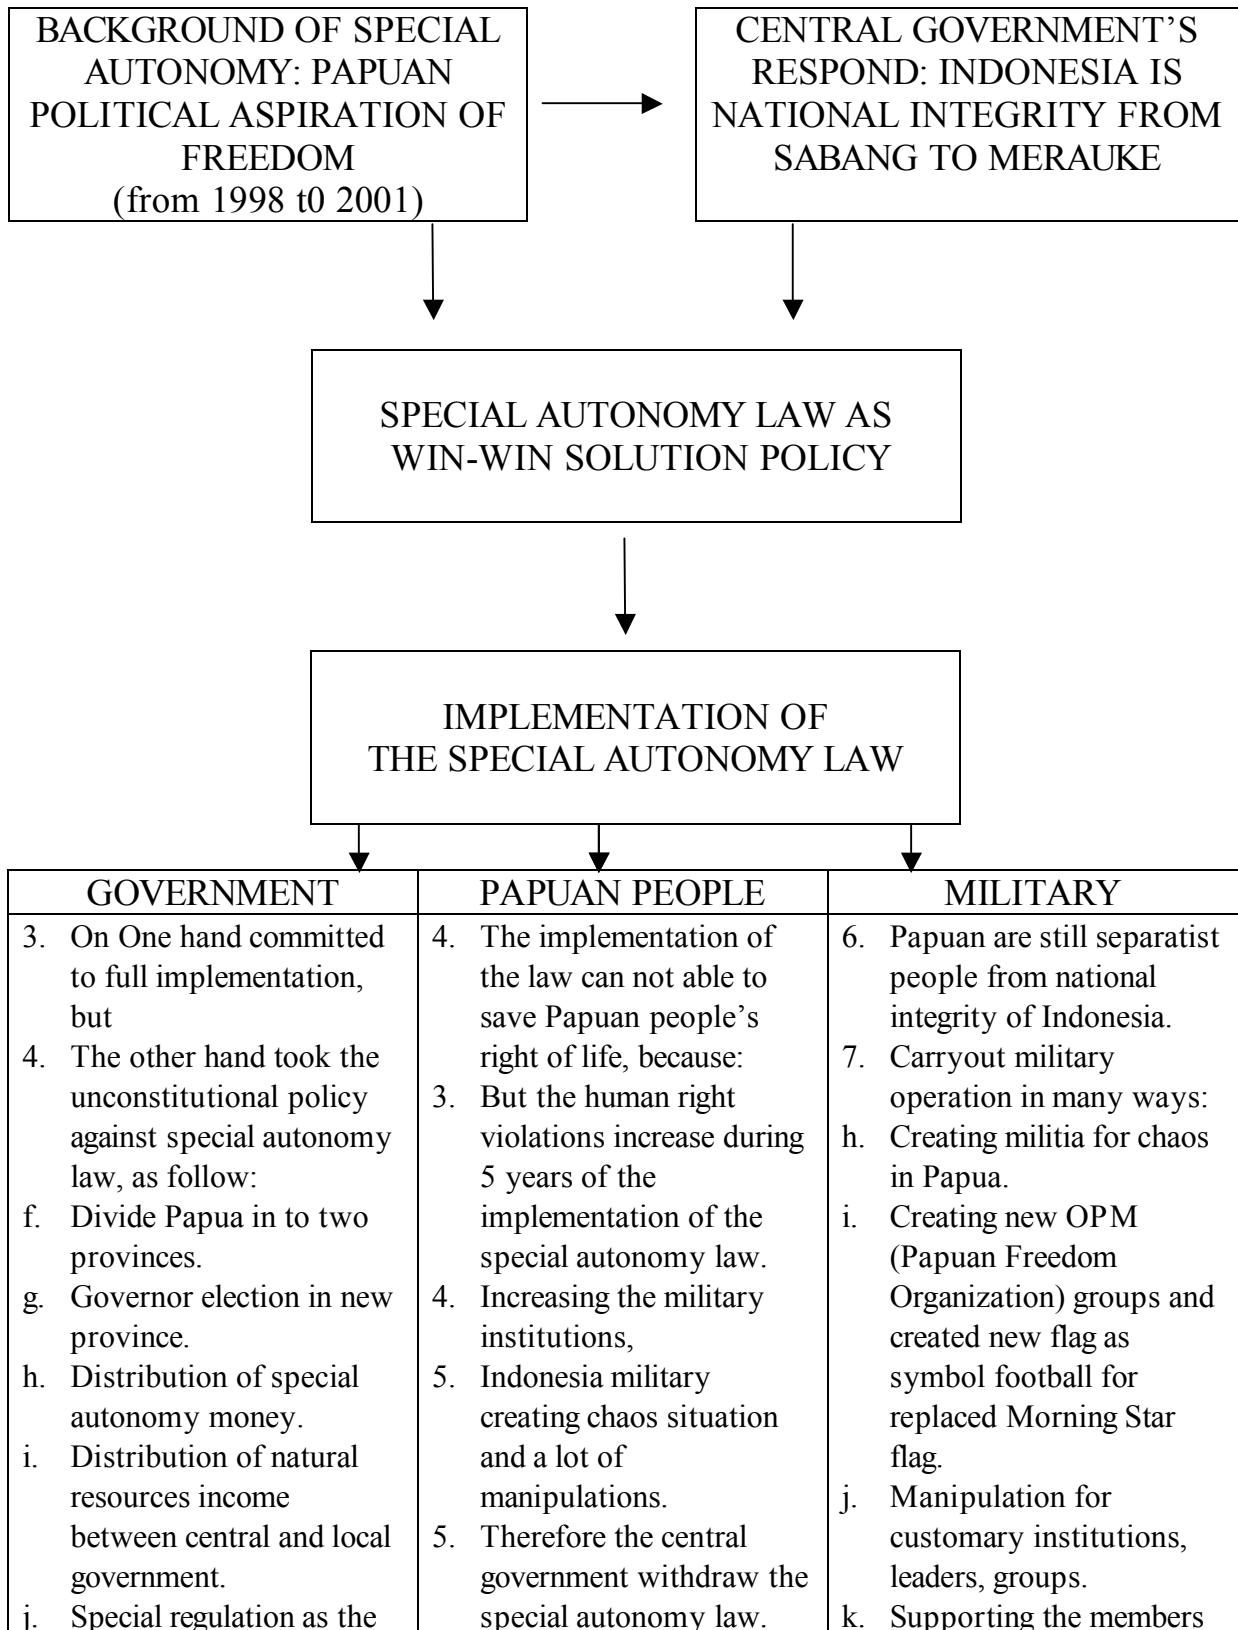 BACKGROUND OF SPECIAL
AUTONOMY: PAPUAN
POLITICAL ASPIRATION OF
FREEDOM
(from 1998 t0 2001)
CENTRAL GOVERNMENT’S
RESPOND: INDONESIA IS
NATIONAL INTEGRITY FROM
SABANG TO MERAUKE
SPECIAL AUTONOMY LAW AS
WIN-WIN SOLUTION POLICY
IMPLEMENTATION OF
THE SPECIAL AUTONOMY LAW
GOVERNMENT
3. On One hand committed
to full implementation,
but
4. The other hand took the
unconstitutional policy
against special autonomy
law, as follow:
f. Divide Papua in to two
provinces.
g. Governor election in new
province.
h. Distribution of special
autonomy money.
i. Distribution of natural
resources income
between central and local
government.
j. Special regulation as the
PAPUAN PEOPLE
4. The implementation of
the law can not able to
save Papuan people’s
right of life, because:
3. But the human right
violations increase during
5 years of the
implementation of the
special autonomy law.
4. Increasing the military
institutions,
5. Indonesia military
creating chaos situation
and a lot of
manipulations.
5. Therefore the central
government withdraw the
special autonomy law.
MILITARY
6. Papuan are still separatist
people from national
integrity of Indonesia.
7. Carryout military
operation in many ways:
h. Creating militia for chaos
in Papua.
i. Creating new OPM
(Papuan Freedom
Organization) groups and
created new flag as
symbol football for
replaced Morning Star
flag.
j. Manipulation for
customary institutions,
leaders, groups.
k. Supporting the members